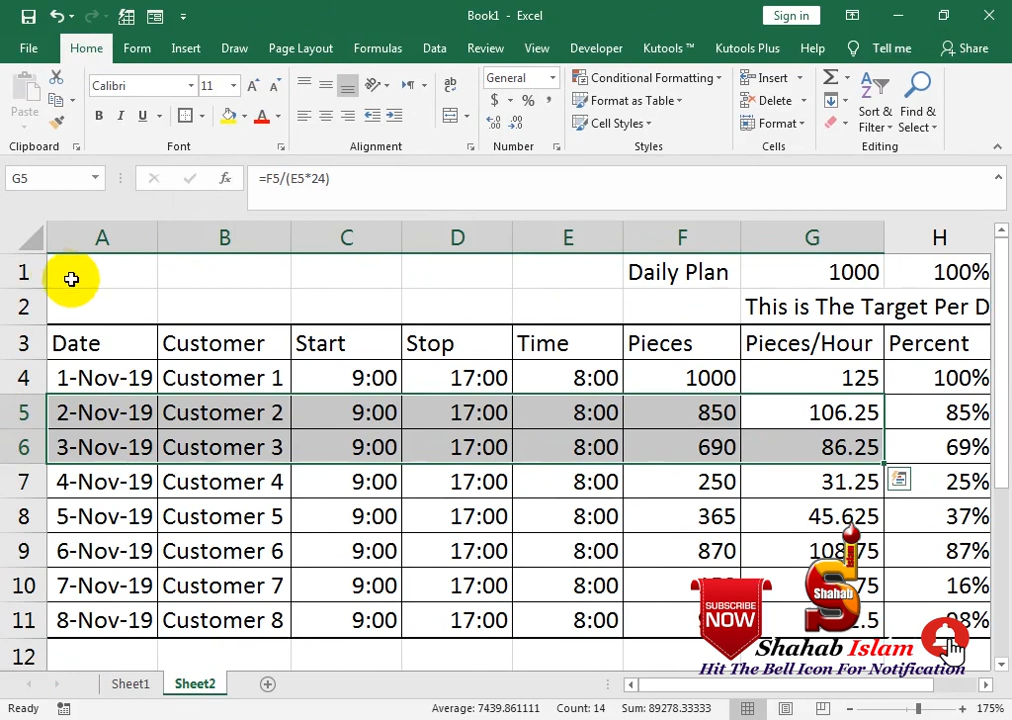 Book1 - Excel
Sign in
File Home Form Insert Draw Page Layout Formulas Data Review View Developer Kutools ™ Kutools Plus Help Tell me Share
Paste
Calibri 11
B I U
General
$ % ,
Conditional Formatting
Format as Table
Cell Styles
Insert
Delete
Format
Sort & Filter
Find & Select
Clipboard Font Alignment Number Styles Cells Editing
G5 fx =F5/(E5*24)
A B C D E F G H
1 Daily Plan 1000 100%
2 This is The Target Per D
3 Date Customer Start Stop Time Pieces Pieces/Hour Percent
4 1-Nov-19 Customer 1 9:00 17:00 8:00 1000 125 100%
5 2-Nov-19 Customer 2 9:00 17:00 8:00 850 106.25 85%
6 3-Nov-19 Customer 3 9:00 17:00 8:00 690 86.25 69%
7 4-Nov-19 Customer 4 9:00 17:00 8:00 250 31.25 25%
8 5-Nov-19 Customer 5 9:00 17:00 8:00 365 45.625 37%
9 6-Nov-19 Customer 6 9:00 17:00 8:00 870 87%
10 7-Nov-19 Customer 7 9:00 17:00 8:00 16%
11 8-Nov-19 Customer 8 9:00 17:00 8:00
12
SUBSCRIBE
NOW
Islam
Shahab
Shahab Islam
Hit The Bell Icon For Notification
Sheet1 Sheet2
Ready Average: 7439.861111 Count: 14 Sum: 89278.33333 175%